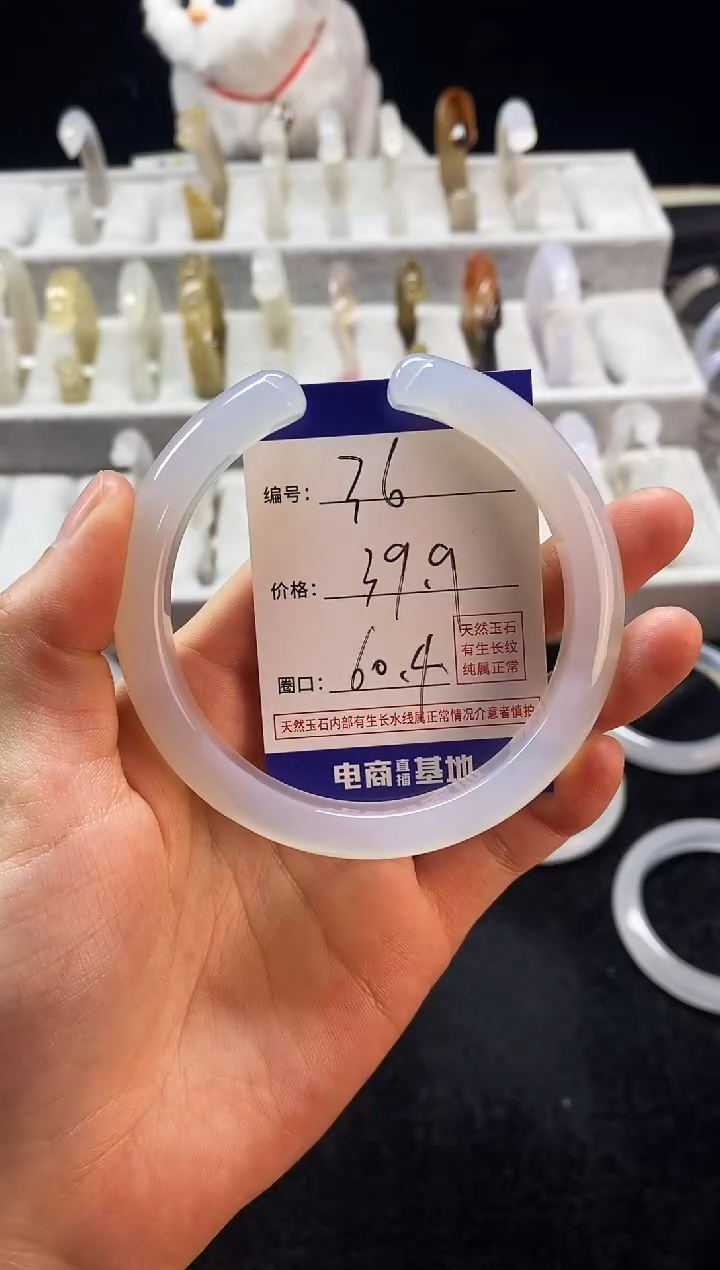 编号: 36
价格: 39.9
圈口: 60.4
天然玉石
有生长纹
纯属正常
天然玉石内部有生长水线属正常情况介意者慎拍
电商直播基地